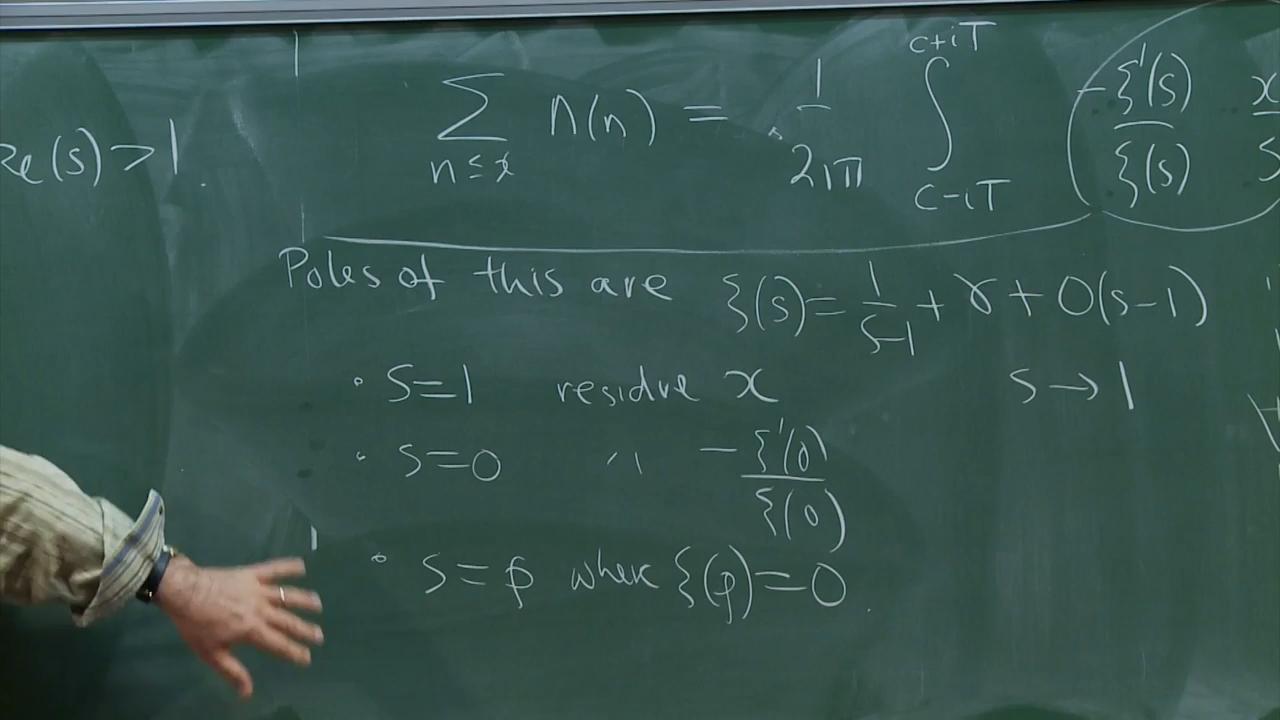 Re(s) > 1.
∑_{n≤x} Λ(n) = 1/2iπ ∫_{c-iT}^{c+iT} -ξ'(s)/ξ(s) x/s
Poles of this are ξ(s) = 1/(s-1) + γ + O(s-1)
• s=1 residue x s → 1
• s=0 " - ξ'(0)/ξ(0)
• s=ρ where ξ(ρ)=0.